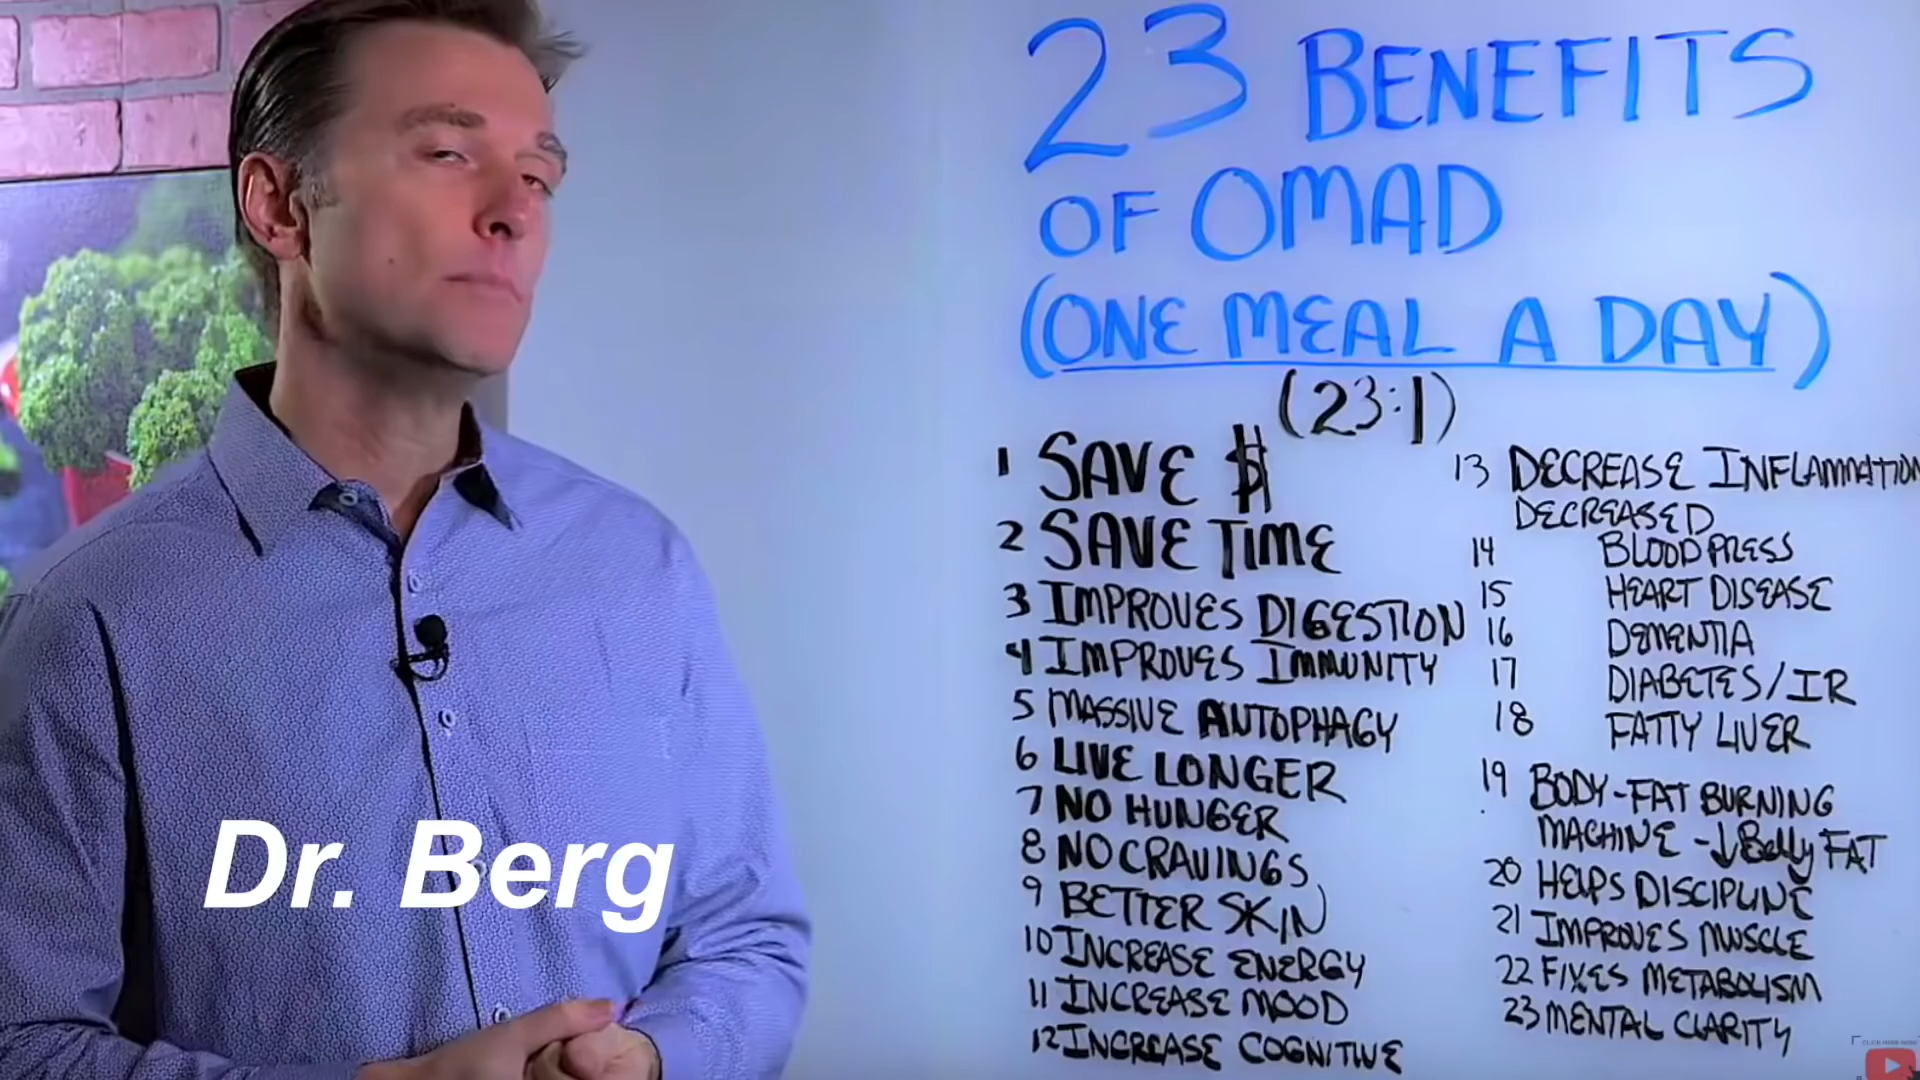 23 BENEFITS
OF OMAD
(ONE MEAL A DAY)
(23:1)
1 SAVE $
2 SAVE TIME
3 IMPROVES DIGESTION
4 IMPROVES IMMUNITY
5 MASSIVE AUTOPHAGY
6 LIVE LONGER
7 NO HUNGER
8 NO CRAVINGS
9 BETTER SKIN
10 INCREASE ENERGY
11 INCREASE MOOD
12 INCREASE COGNITIVE
13 DECREASE INFLAMMATION
DECREASED
14 BLOOD PRESS
15 HEART DISEASE
16 DEMENTIA
17 DIABETES/IR
18 FATTY LIVER
19 BODY-FAT BURNING
MACHINE - ↓ Belly FAT
20 HELPS DISCIPLINE
21 IMPROVES MUSCLE
22 FIXES METABOLISM
23 MENTAL CLARITY
Dr. Berg